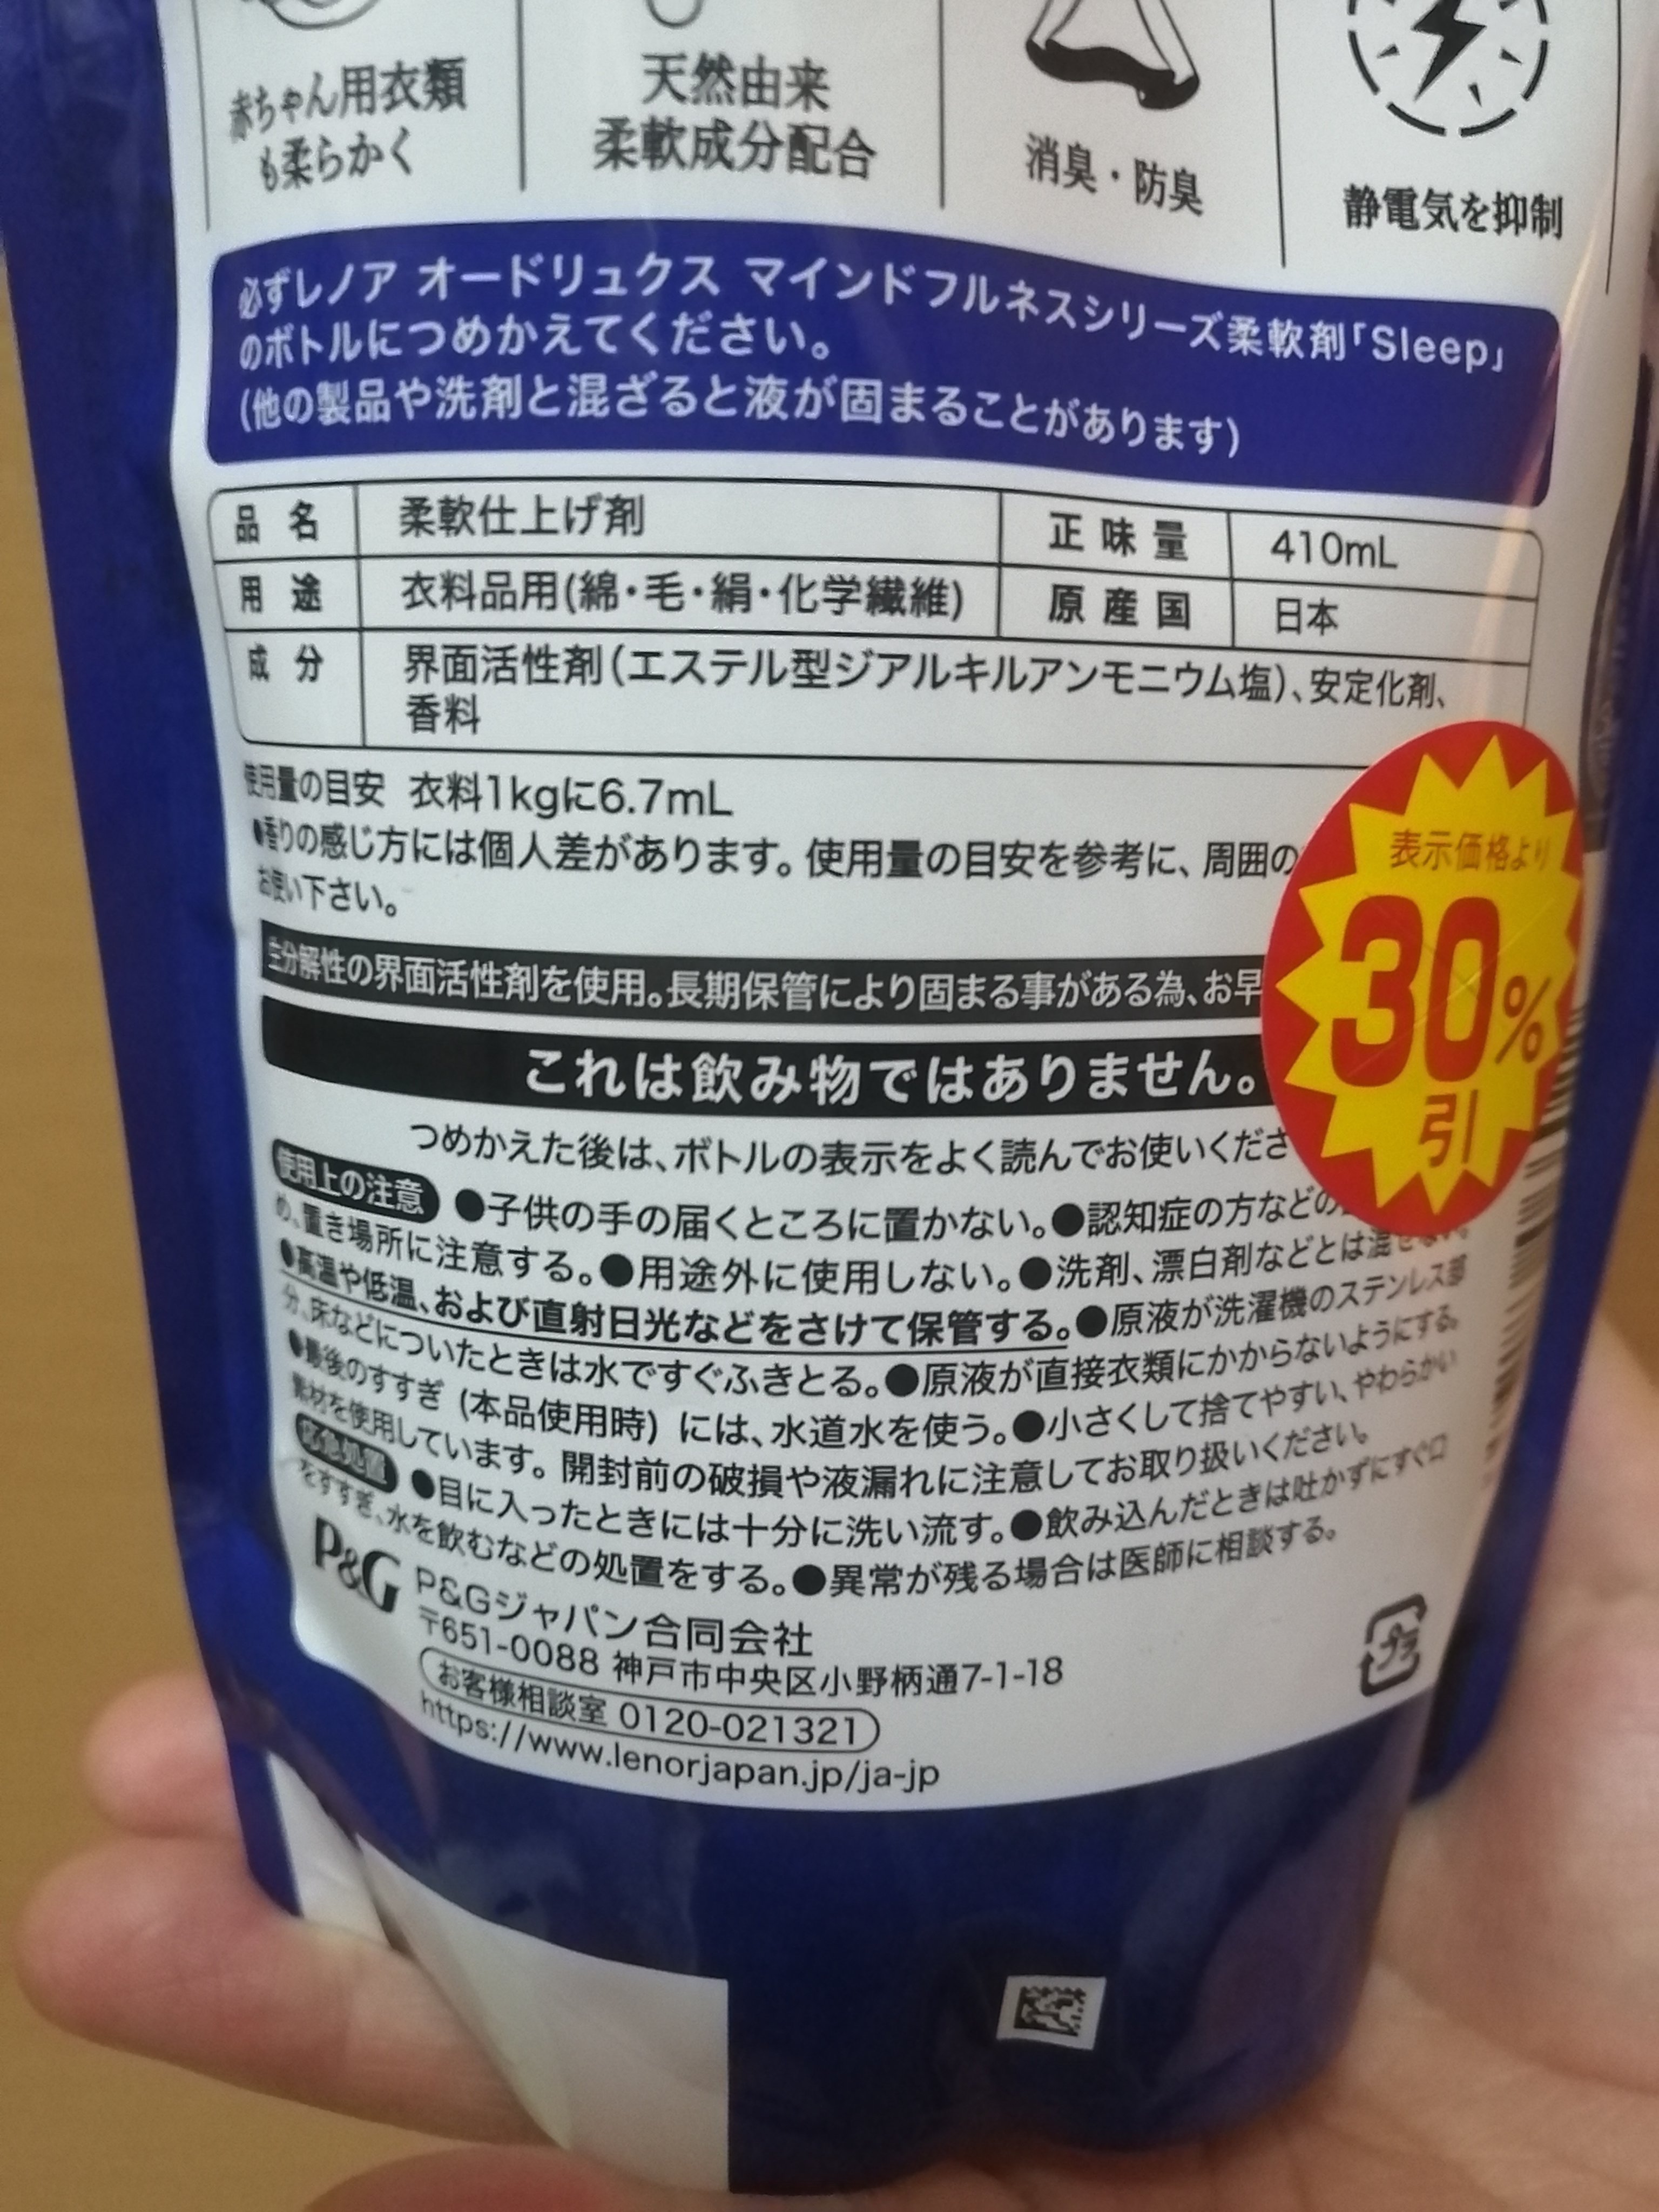 赤ちゃん用衣類
も柔らかく
天然由来
柔軟成分配合
消臭・防臭
静電気を抑制
必ずレノア オードリュクス マインドフルネスシリーズ柔軟剤「Sleep」
のボトルにつめかえてください。
(他の製品や洗剤と混ざると液が固まることがあります)
品名 柔軟仕上げ剤 正味量 410mL
用途 衣料品用(綿・毛・絹・化学繊維) 原産国 日本
成分 界面活性剤(エステル型ジアルキルアンモニウム塩)、安定化剤、
香料
使用量の目安 衣料1kgに6.7mL
●香りの感じ方には個人差があります。使用量の目安を参考に、周囲の
お使い下さい。
生分解性の界面活性剤を使用。長期保管により固まる事がある為、お早
これは飲み物ではありません。
つめかえた後は、ボトルの表示をよく読んでお使いくださ
表示価格より
30%
引
使用上の注意 ●子供の手の届くところに置かない。●認知症の方などの
め、置き場所に注意する。●用途外に使用しない。●洗剤、漂白剤などとは混ぜない。
●高温や低温、および直射日光などをさけて保管する。●原液が洗濯機のステンレス部
分、床などについたときは水ですぐふきとる。●原液が直接衣類にかからないようにする。
●最後のすすぎ(本品使用時)には、水道水を使う。●小さくして捨てやすい、やわらかい
素材を使用しています。開封前の破損や液漏れに注意してお取り扱いください。
応急処置 ●目に入ったときには十分に洗い流す。●飲み込んだときは吐かずにすぐ口
をすすぎ、水を飲むなどの処置をする。●異常が残る場合は医師に相談する。
P&G P&Gジャパン合同会社
〒651-0088 神戸市中央区小野柄通7-1-18
お客様相談室 0120-021321
https://www.lenorjapan.jp/ja-jp
プラ